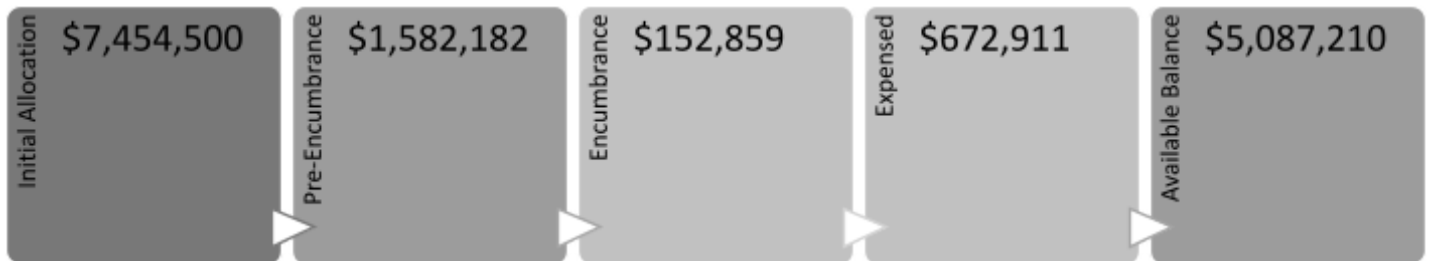 Initial Allocation
$7,454,500
Pre-Encumbrance
$1,582,182
Encumbrance
$152,859
Expensed
$672,911
Available Balance
$5,087,210